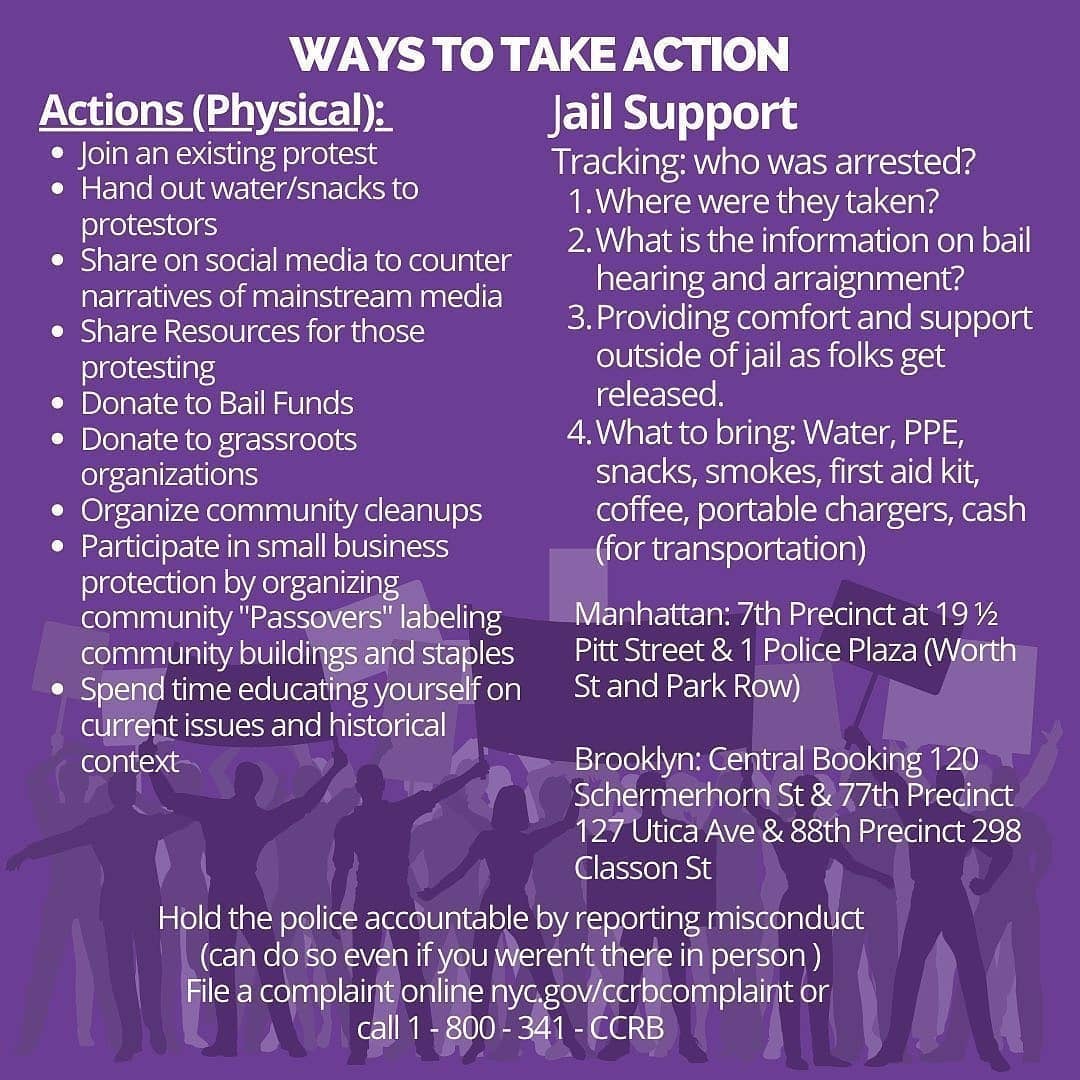 WAYS TO TAKE ACTION
Actions (Physical):
• Join an existing protest
• Hand out water/snacks to
protestors
• Share on social media to counter
narratives of mainstream media
• Share Resources for those
protesting
• Donate to Bail Funds
• Donate to grassroots
organizations
• Organize community cleanups
• Participate in small business
protection by organizing
community "Passovers" labeling
community buildings and staples
• Spend time educating yourself on
current issues and historical
context
Jail Support
Tracking: who was arrested?
1. Where were they taken?
2. What is the information on bail
hearing and arraignment?
3. Providing comfort and support
outside of jail as folks get
released.
4. What to bring: Water, PPE,
snacks, smokes, first aid kit,
coffee, portable chargers, cash
(for transportation)
Manhattan: 7th Precinct at 19 ½
Pitt Street & 1 Police Plaza (Worth
St and Park Row)
Brooklyn: Central Booking 120
Schermerhorn St & 77th Precinct
127 Utica Ave & 88th Precinct 298
Classon St
Hold the police accountable by reporting misconduct
(can do so even if you weren’t there in person )
File a complaint online nyc.gov/ccrbcomplaint or
call 1 - 800 - 341 - CCRB